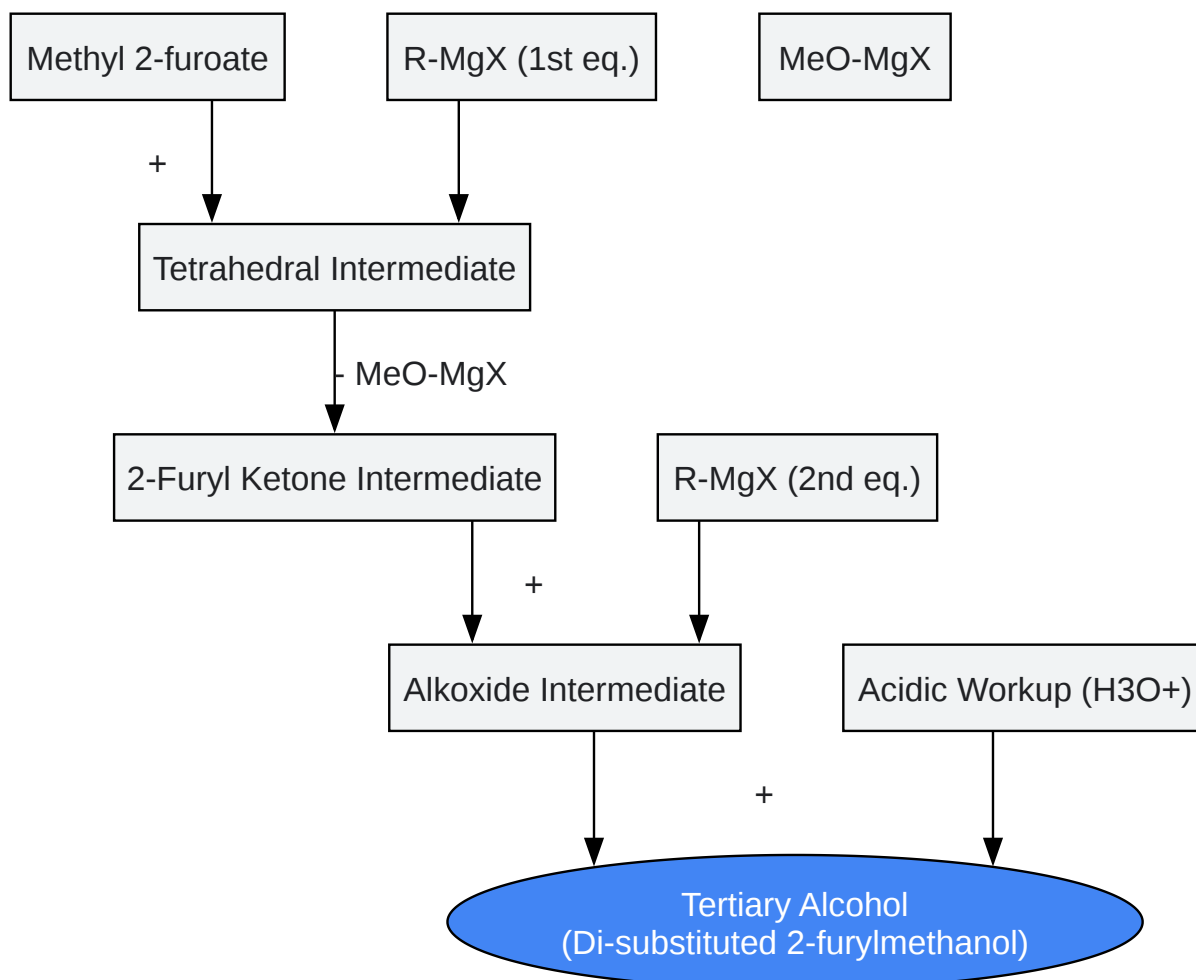 Methyl 2-furoate
R-MgX (1st eq.)
MeO-MgX
+
Tetrahedral Intermediate
- MeO-MgX
2-Furyl Ketone Intermediate
R-MgX (2nd eq.)
+
Alkoxide Intermediate
Acidic Workup (H3O+)
+
Tertiary Alcohol
(Di-substituted 2-furylmethanol)